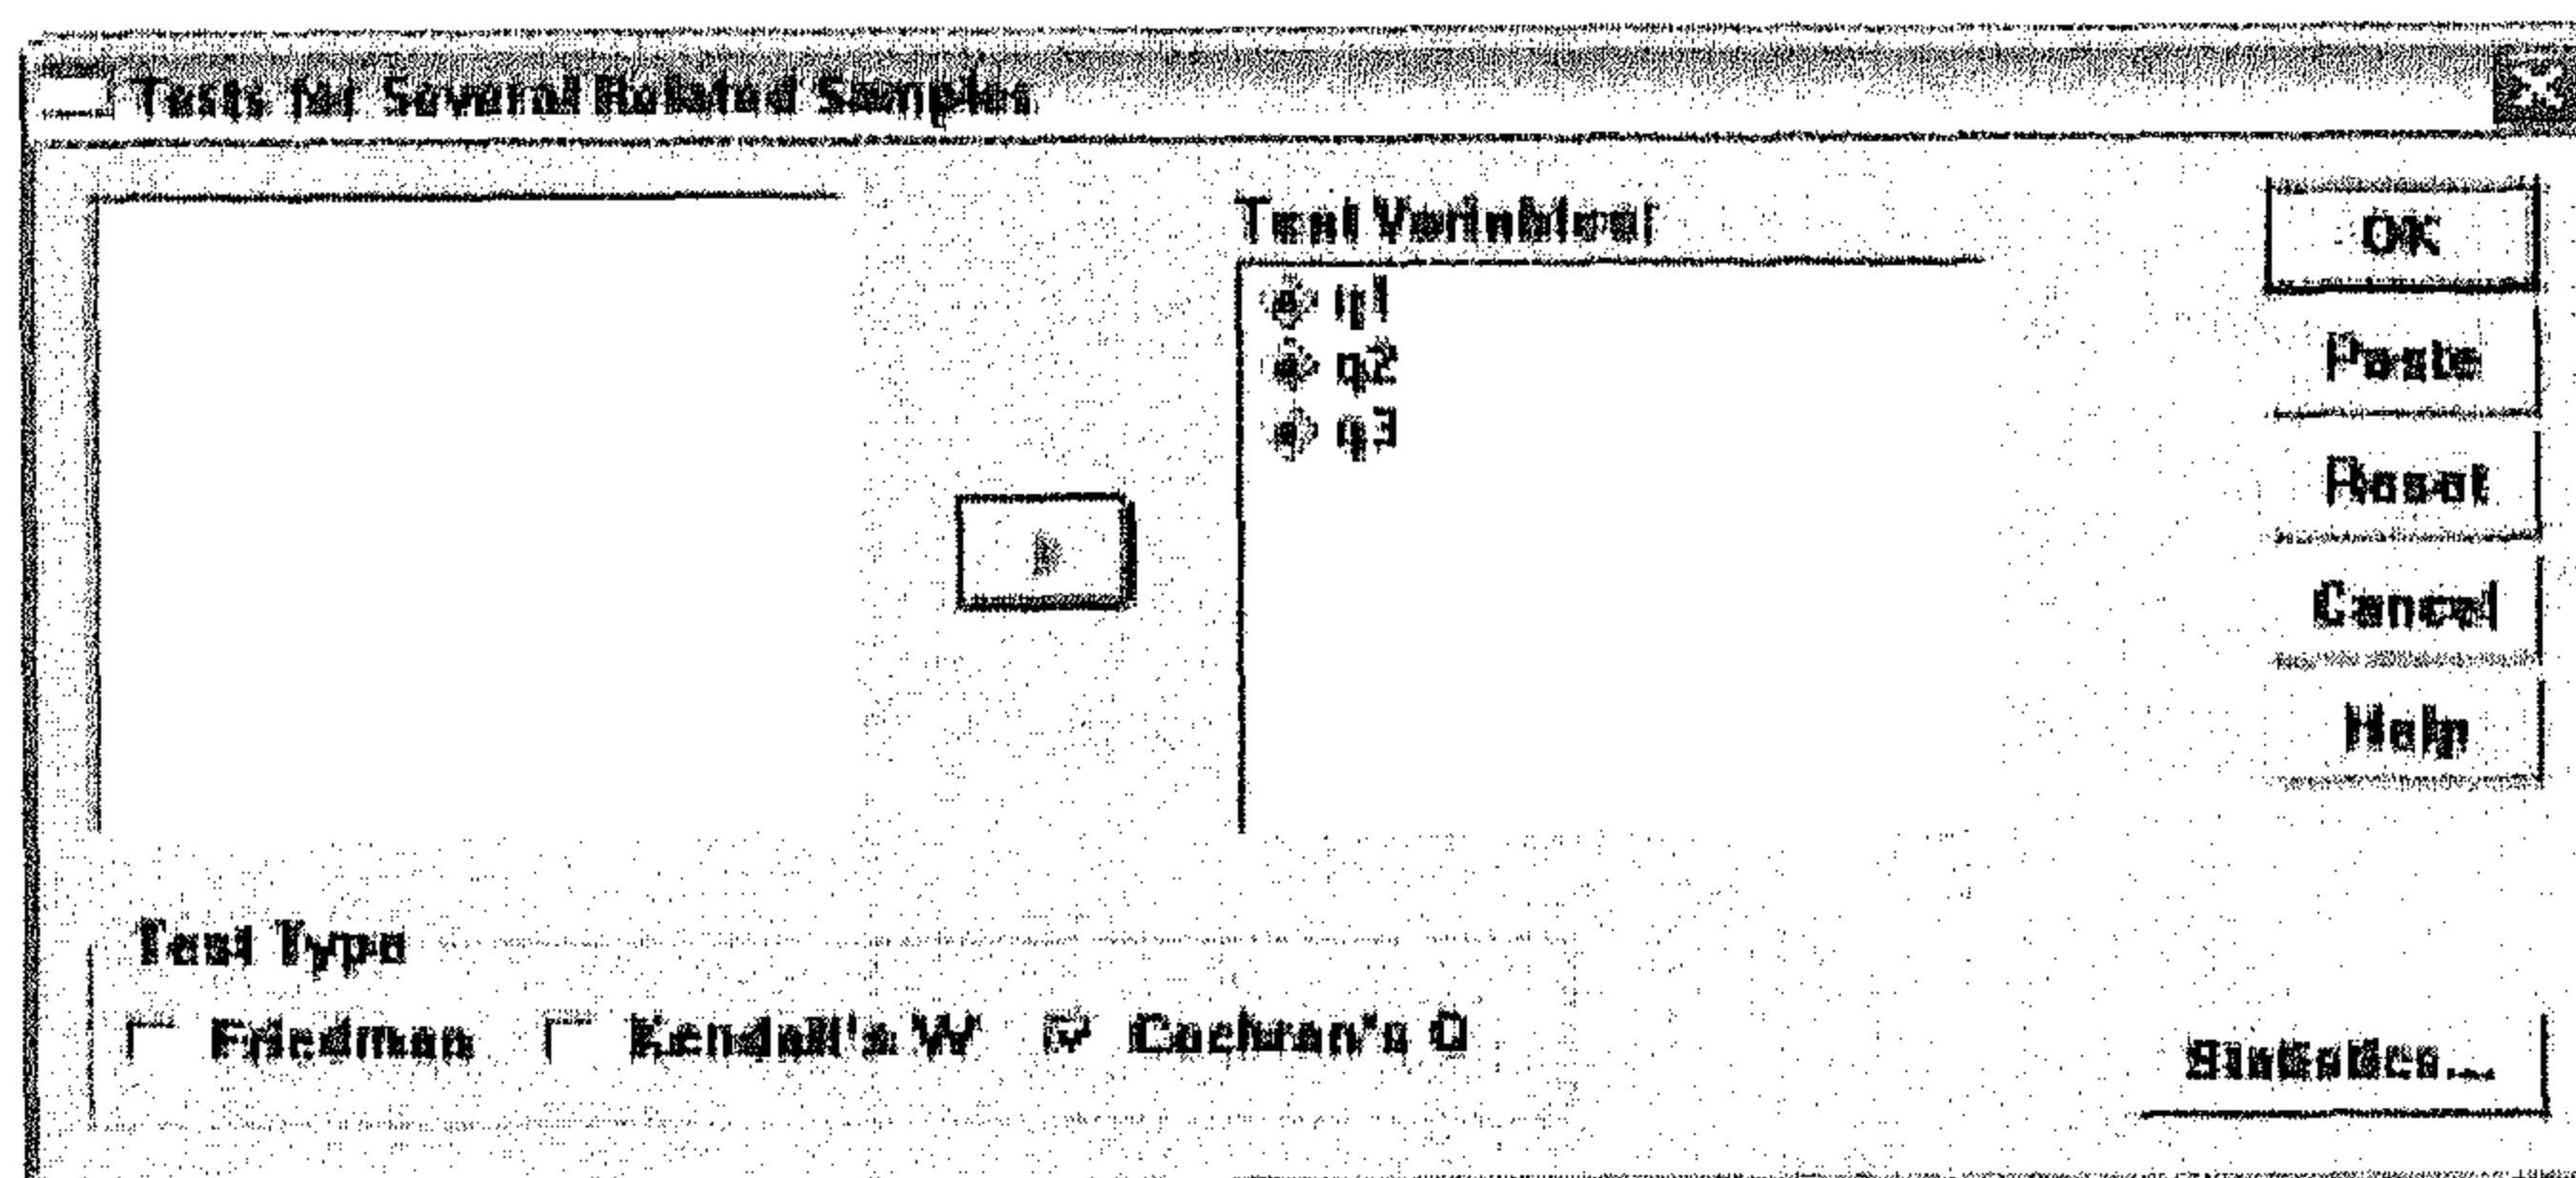 Tests for Several Related Samples
Test Variables:
q1
q2
q3
OK
Paste
Reset
Cancel
Help
Test Type
Friedman
Kendall's W
Cochran's Q
Statistics...